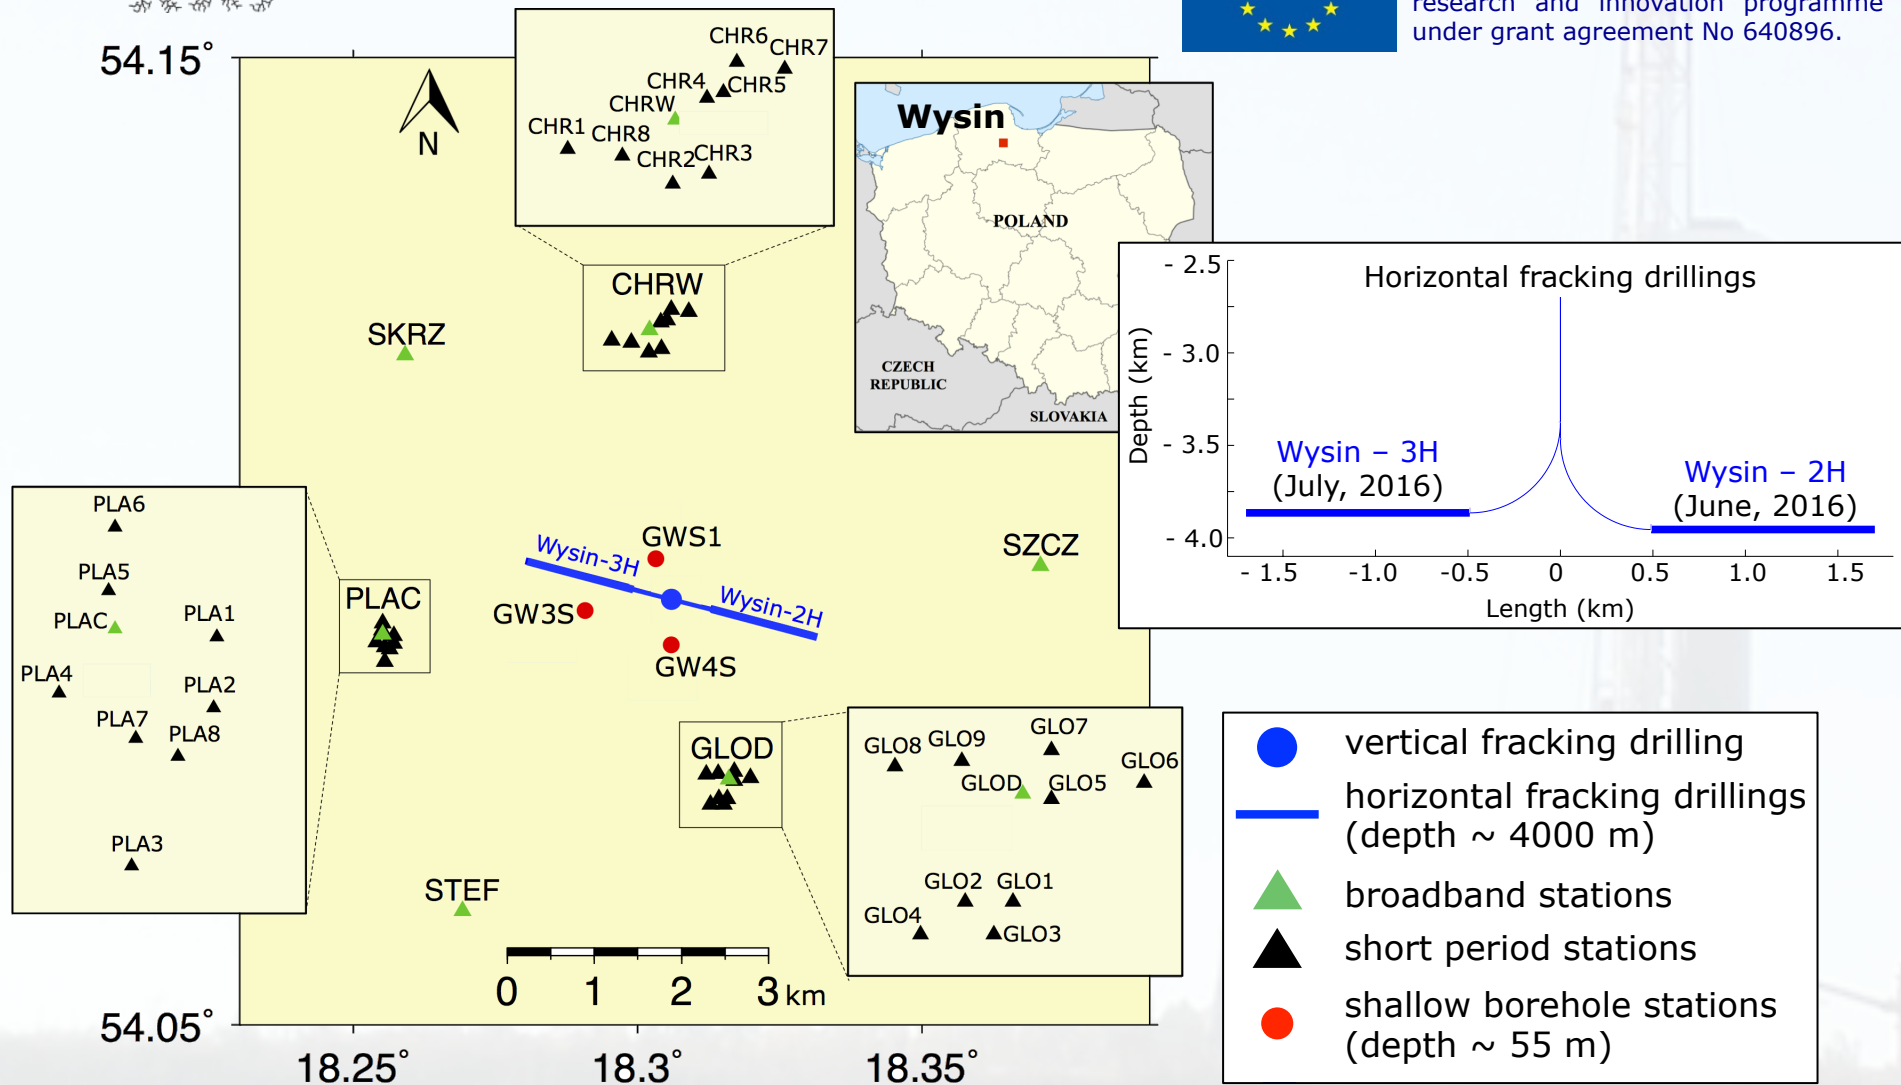 research and innovation programme
under grant agreement No 640896.
54.15°
N
CHR6
CHR7
CHR4
CHR5
CHRW
CHR1
CHR8
CHR2
CHR3
Wysin
POLAND
CZECH
REPUBLIC
SLOVAKIA
CHRW
SKRZ
Horizontal fracking drillings
- 2.5
- 3.0
- 3.5
- 4.0
Depth (km)
Wysin – 3H
(July, 2016)
Wysin – 2H
(June, 2016)
- 1.5
-1.0
-0.5
0
0.5
1.0
1.5
Length (km)
PLA6
PLA5
PLAC
PLA1
PLA4
PLA2
PLA7
PLA8
PLA3
PLAC
Wysin-3H
GWS1
GW3S
Wysin-2H
GW4S
SZCZ
GLOD
GLO8
GLO9
GLO7
GLO6
GLOD
GLO5
GLO2
GLO1
GLO4
GLO3
STEF
0
1
2
3 km
54.05°
18.25°
18.3°
18.35°
vertical fracking drilling
horizontal fracking drillings
(depth ~ 4000 m)
broadband stations
short period stations
shallow borehole stations
(depth ~ 55 m)